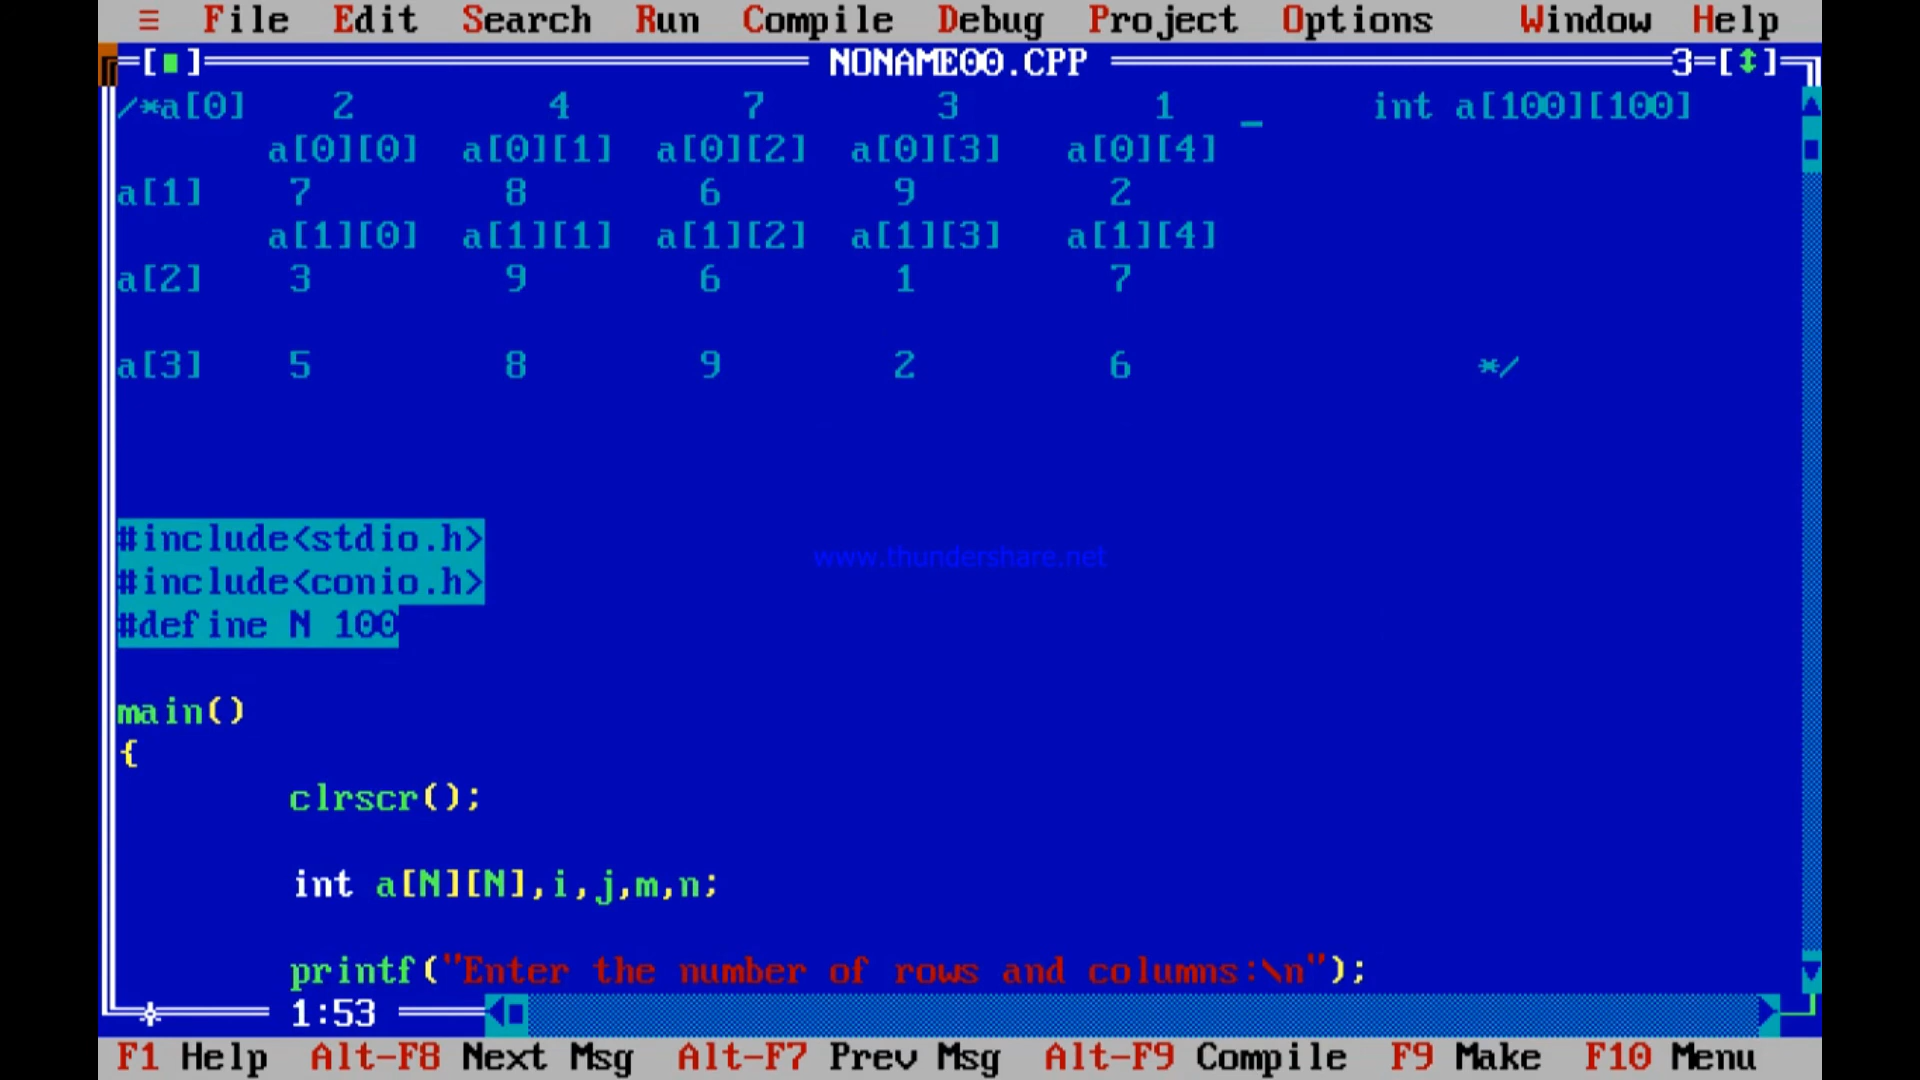 ≡ File Edit Search Run Compile Debug Project Options Window Help
[■] NONAME00.CPP 3=[↕]
/*a[0] 2 4 7 3 1 _ int a[100][100]
a[0][0] a[0][1] a[0][2] a[0][3] a[0][4]
a[1] 7 8 6 9 2
a[1][0] a[1][1] a[1][2] a[1][3] a[1][4]
a[2] 3 9 6 1 7
a[3] 5 8 9 2 6 */
#include<stdio.h>
www.thundershare.net
#include<conio.h>
#define N 100
main()
{
clrscr();
int a[N][N],i,j,m,n;
printf("Enter the number of rows and columns:\n");
1:53
F1 Help Alt-F8 Next Msg Alt-F7 Prev Msg Alt-F9 Compile F9 Make F10 Menu